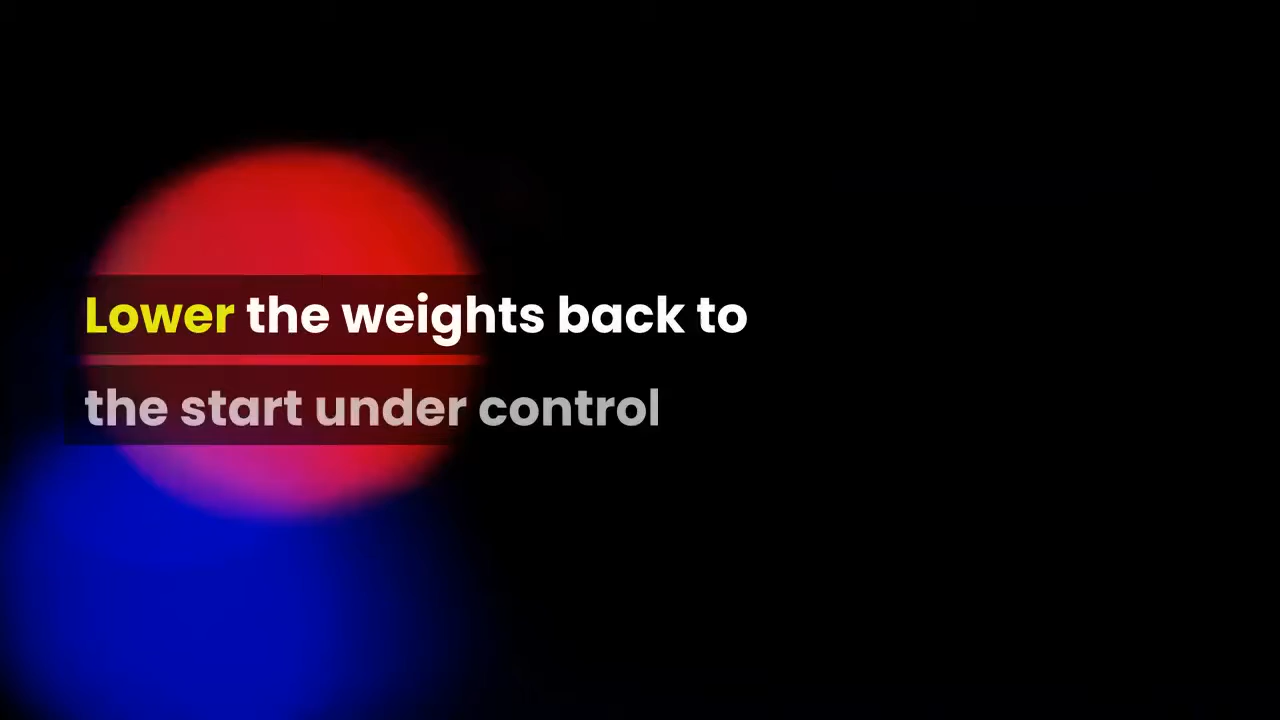 Lower the weights back to
the start under control